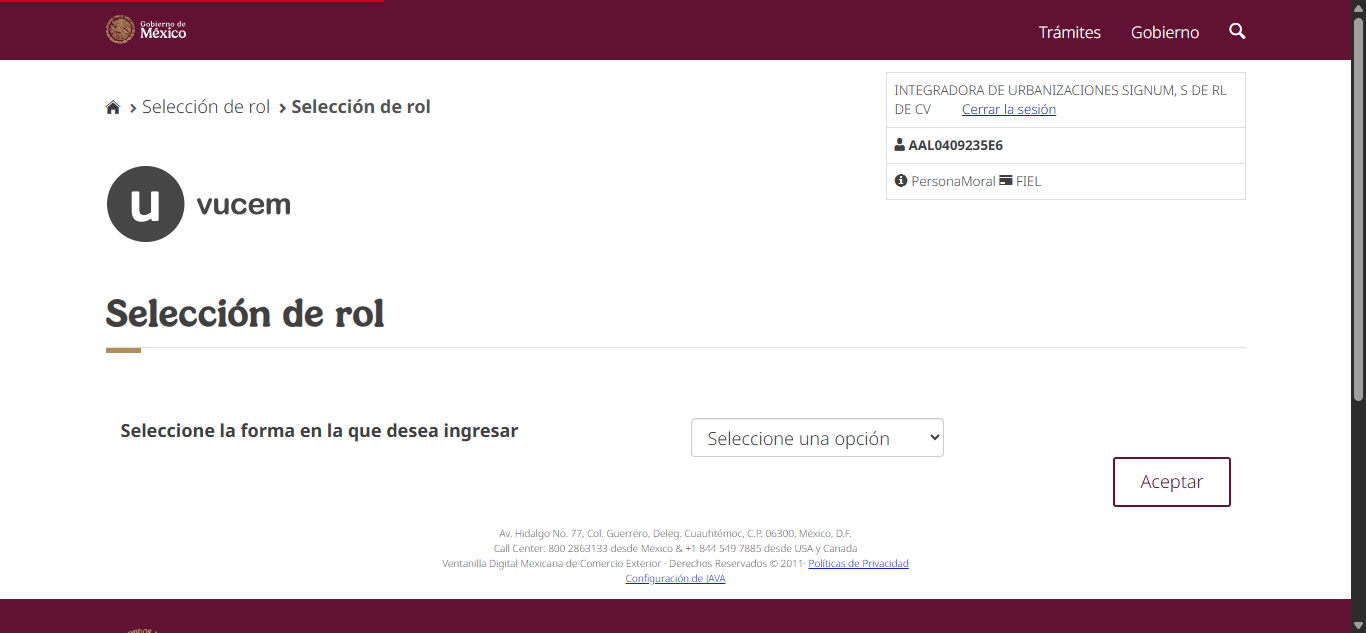 Gobierno de
México
Trámites Gobierno
Selección de rol Selección de rol
INTEGRADORA DE URBANIZACIONES SIGNUM, S DE RL
DE CV Cerrar la sesión
AAL0409235E6
PersonaMoral FIEL
u vucem
Selección de rol
Seleccione la forma en la que desea ingresar
Seleccione una opción
Aceptar
Av. Hidalgo No. 77, Col. Guerrero, Deleg. Cuauhtémoc, C.P. 06300, México, D.F.
Call Center: 800 2863133 desde Mexico & +1 844 549 7885 desde USA y Canada
Ventanilla Digital Mexicana de Comercio Exterior · Derechos Reservados © 2011· Políticas de Privacidad
Configuración de JAVA